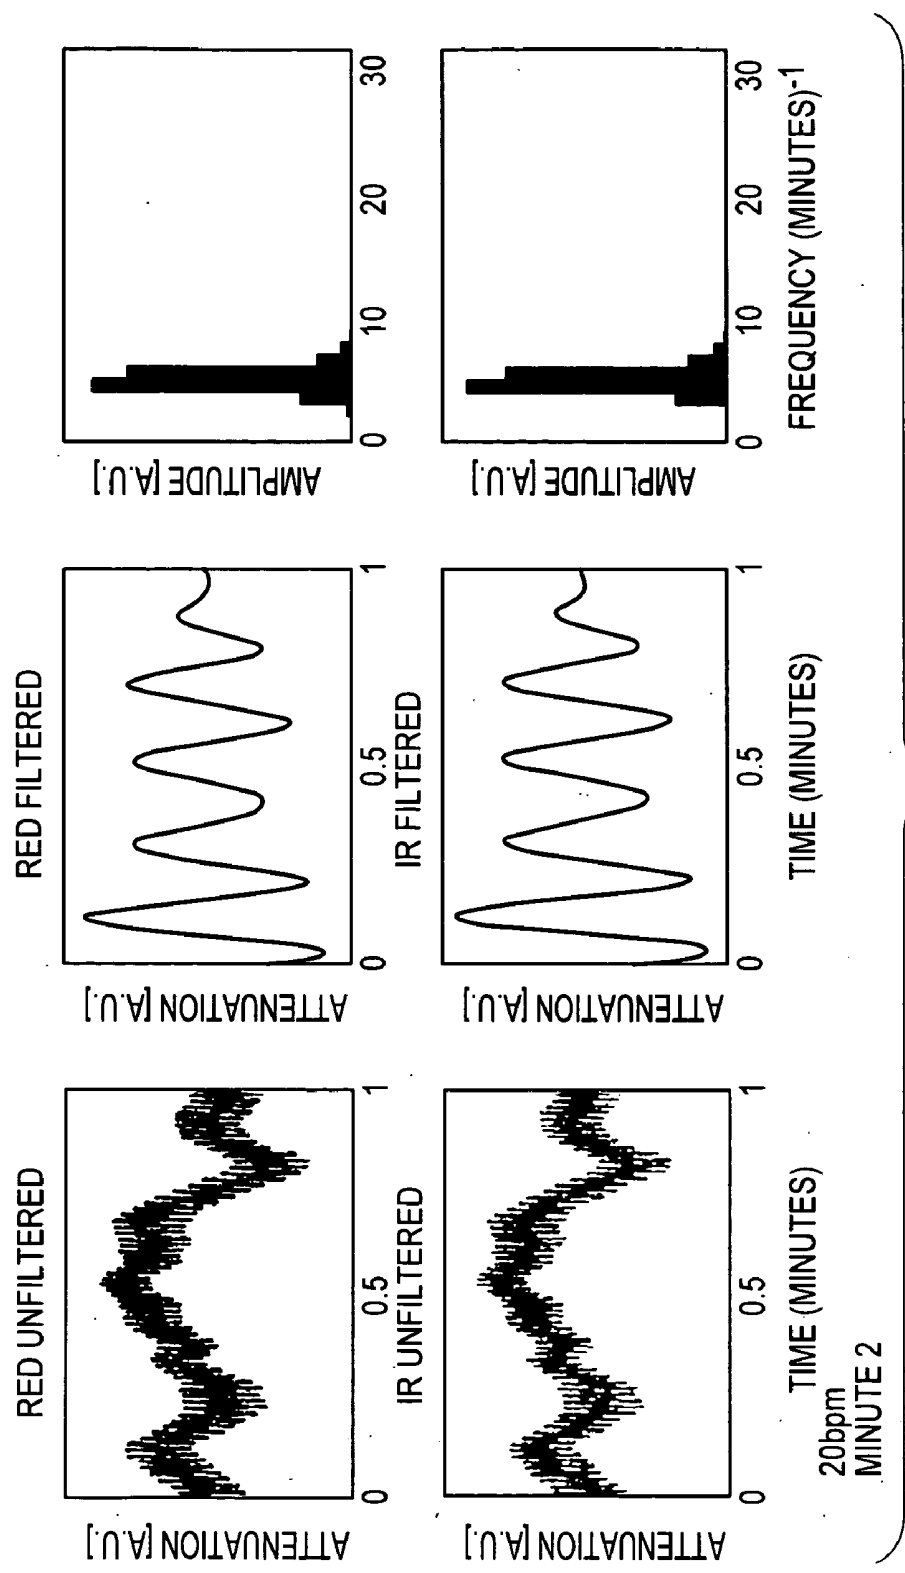 RED UNFILTERED
ATTENUATION [A.U.]
0 0.5 1
RED FILTERED
ATTENUATION [A.U.]
0 0.5 1
AMPLITUDE [A.U.]
0 10 20 30
IR UNFILTERED
ATTENUATION [A.U.]
0 0.5 1
TIME (MINUTES)
IR FILTERED
ATTENUATION [A.U.]
0 0.5 1
TIME (MINUTES)
AMPLITUDE [A.U.]
0 10 20 30
FREQUENCY (MINUTES)-1
20bpm
MINUTE 2